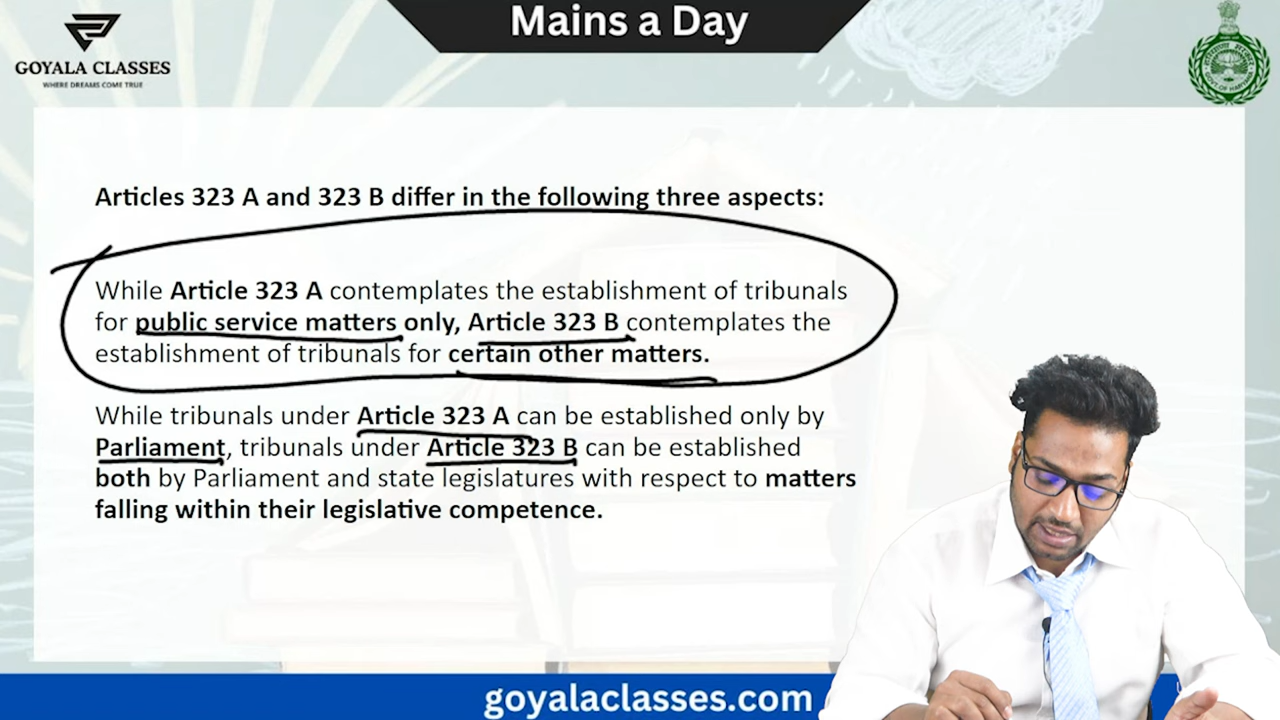 Mains a Day
GOYALA CLASSES
WHERE DREAMS COME TRUE
Articles 323 A and 323 B differ in the following three aspects:
While Article 323 A contemplates the establishment of tribunals
for public service matters only, Article 323 B contemplates the
establishment of tribunals for certain other matters.
While tribunals under Article 323 A can be established only by
Parliament, tribunals under Article 323 B can be established
both by Parliament and state legislatures with respect to matters
falling within their legislative competence.
goyalaclasses.com